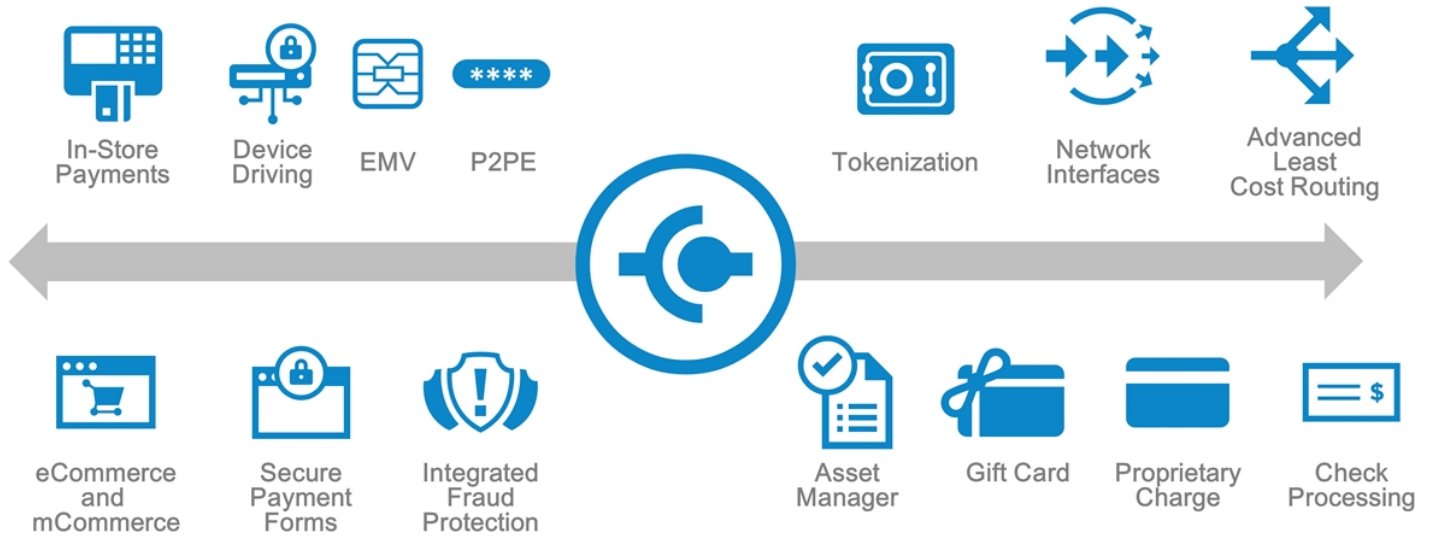 ****
In-Store
Payments
Device
Driving
EMV
P2PE
Tokenization
Network
Interfaces
Advanced
Least
Cost Routing
eCommerce
and
mCommerce
Secure
Payment
Forms
Integrated
Fraud
Protection
Asset
Manager
Gift Card
Proprietary
Charge
$
Check
Processing